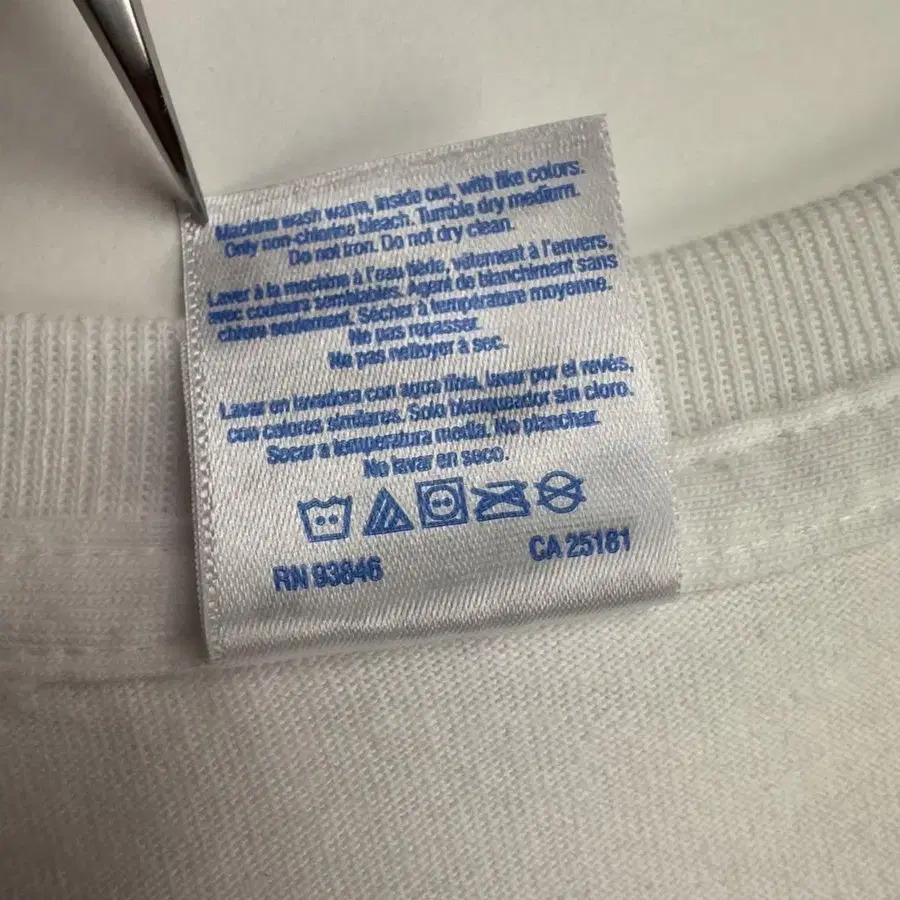 Machine wash warm, inside out, with like colors.
Only non-chlorine bleach. Tumble dry medium.
Do not iron. Do not dry clean.
Laver à la machine à l'eau tiède, vêtement à l'envers,
avec couleurs semblables. Agent de blanchiment sans
chlore seulement. Sécher à température moyenne.
Ne pas repasser.
Ne pas nettoyer à sec.
Lavar en lavadora con agua tibia, lavar por el revés,
con calores similares. Solo blanqueador sin cloro.
Secar a temperatura media. No planchar.
No lavar en seco.
RN 93846
CA 25181